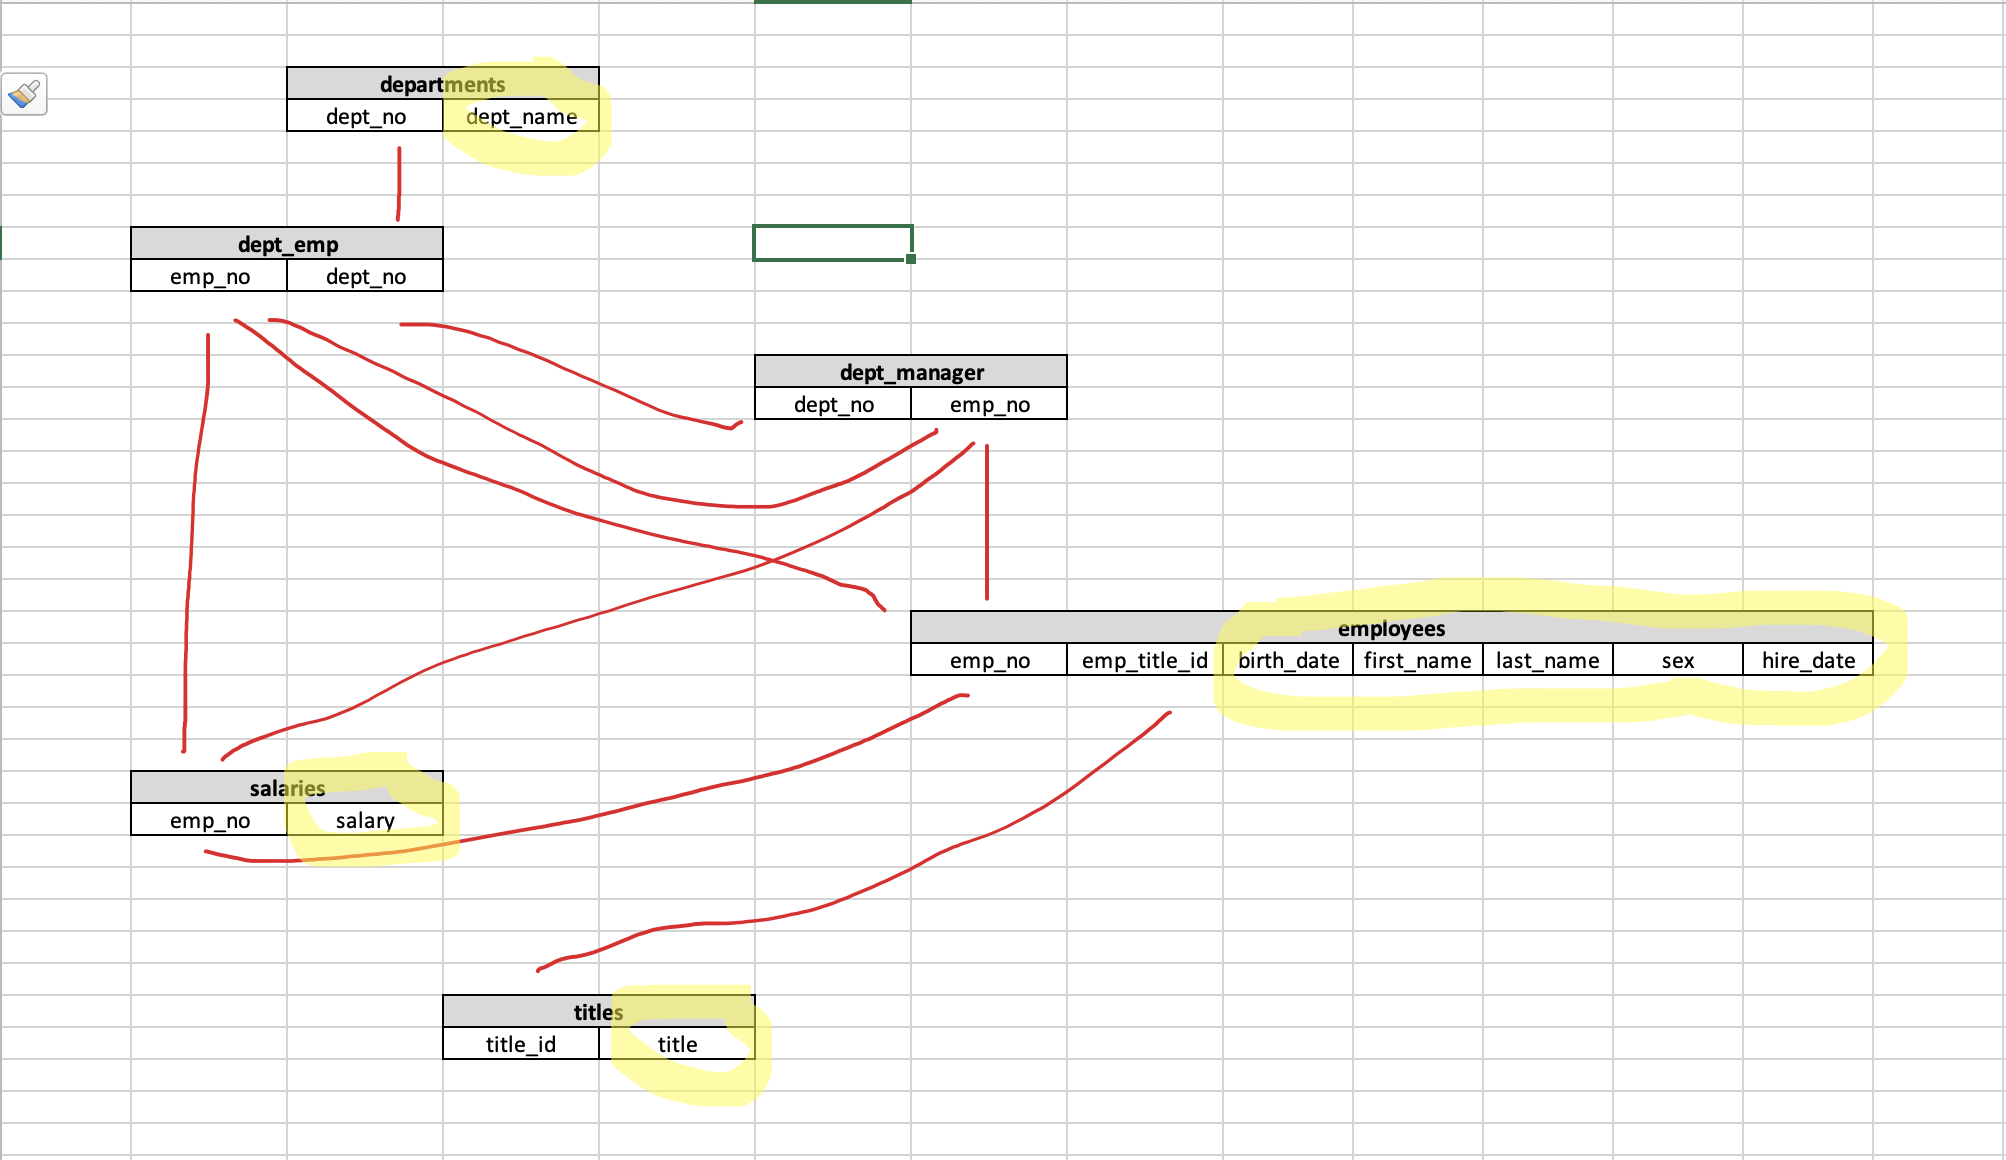 departments
dept_no dept_name
dept_emp
emp_no dept_no
dept_manager
dept_no emp_no
employees
emp_no emp_title_id birth_date first_name last_name sex hire_date
salaries
emp_no salary
titles
title_id title